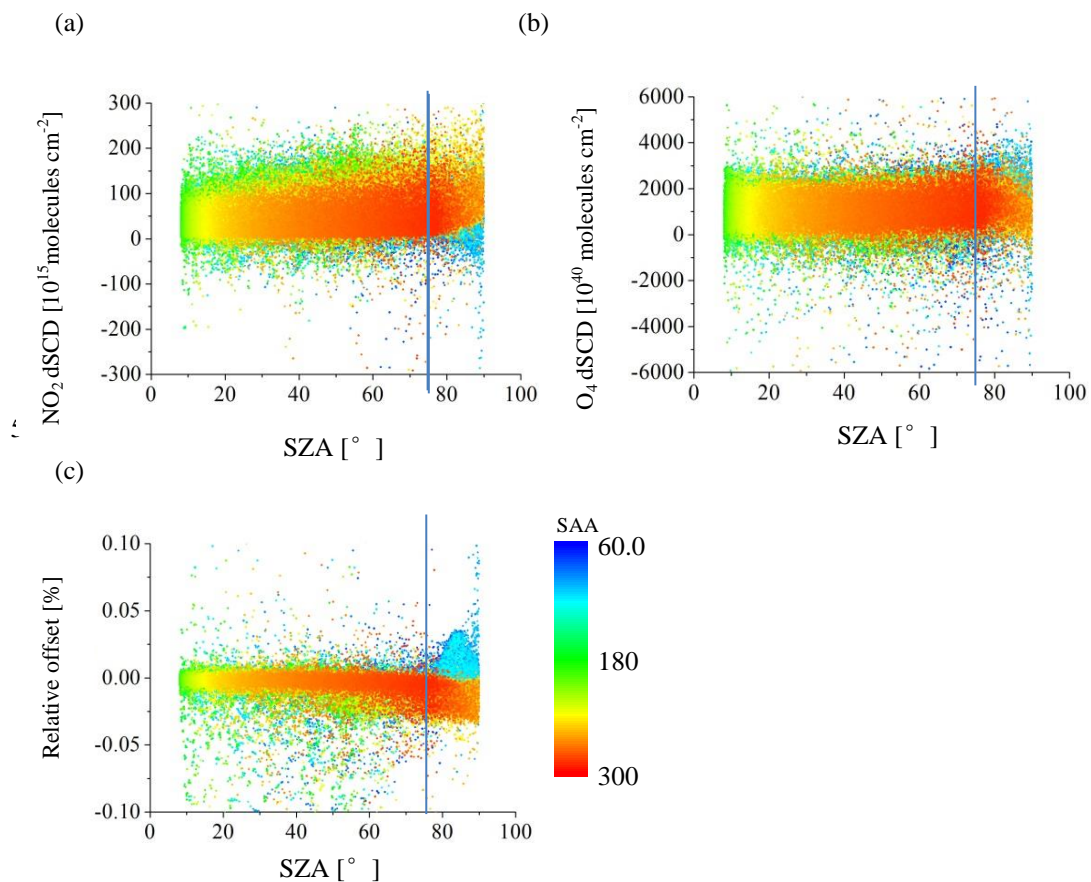 (a)
(b)
300
200
100
0
-100
-200
-300
0 20 40 60 80 100
NO2 dSCD [10^15 molecules cm^-2]
SZA [° ]
6000
4000
2000
0
-2000
-4000
-6000
0 20 40 60 80 100
O4 dSCD [10^40 molecules cm^-2]
SZA [° ]
(c)
0.10
0.05
0.00
-0.05
-0.10
0 20 40 60 80 100
Relative offset [%]
SZA [° ]
SAA
60.0
180
300